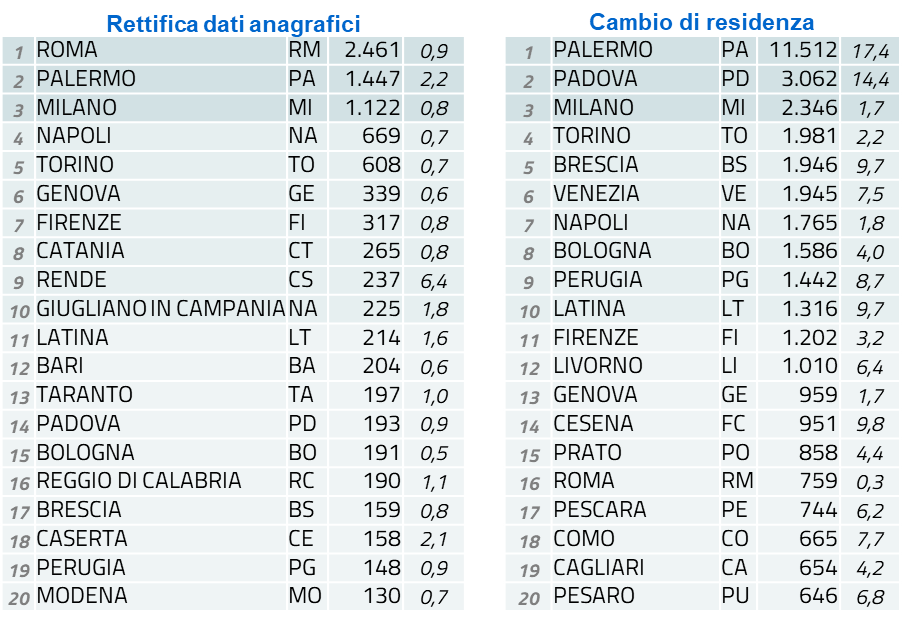 Rettifica dati anagrafici
1 ROMA RM 2.461 0,9
2 PALERMO PA 1.447 2,2
3 MILANO MI 1.122 0,8
4 NAPOLI NA 669 0,7
5 TORINO TO 608 0,7
6 GENOVA GE 339 0,6
7 FIRENZE FI 317 0,8
8 CATANIA CT 265 0,8
9 RENDE CS 237 6,4
10 GIUGLIANO IN CAMPANIA NA 225 1,8
11 LATINA LT 214 1,6
12 BARI BA 204 0,6
13 TARANTO TA 197 1,0
14 PADOVA PD 193 0,9
15 BOLOGNA BO 191 0,5
16 REGGIO DI CALABRIA RC 190 1,1
17 BRESCIA BS 159 0,8
18 CASERTA CE 158 2,1
19 PERUGIA PG 148 0,9
20 MODENA MO 130 0,7
Cambio di residenza
1 PALERMO PA 11.512 17,4
2 PADOVA PD 3.062 14,4
3 MILANO MI 2.346 1,7
4 TORINO TO 1.981 2,2
5 BRESCIA BS 1.946 9,7
6 VENEZIA VE 1.945 7,5
7 NAPOLI NA 1.765 1,8
8 BOLOGNA BO 1.586 4,0
9 PERUGIA PG 1.442 8,7
10 LATINA LT 1.316 9,7
11 FIRENZE FI 1.202 3,2
12 LIVORNO LI 1.010 6,4
13 GENOVA GE 959 1,7
14 CESENA FC 951 9,8
15 PRATO PO 858 4,4
16 ROMA RM 759 0,3
17 PESCARA PE 744 6,2
18 COMO CO 665 7,7
19 CAGLIARI CA 654 4,2
20 PESARO PU 646 6,8